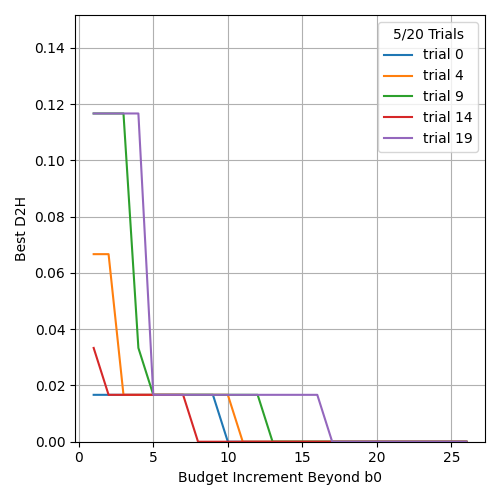 5/20 Trials
trial 0
trial 4
trial 9
trial 14
trial 19
Best D2H
0.14
0.12
0.10
0.08
0.06
0.04
0.02
0.00
0
5
10
15
20
25
Budget Increment Beyond b0